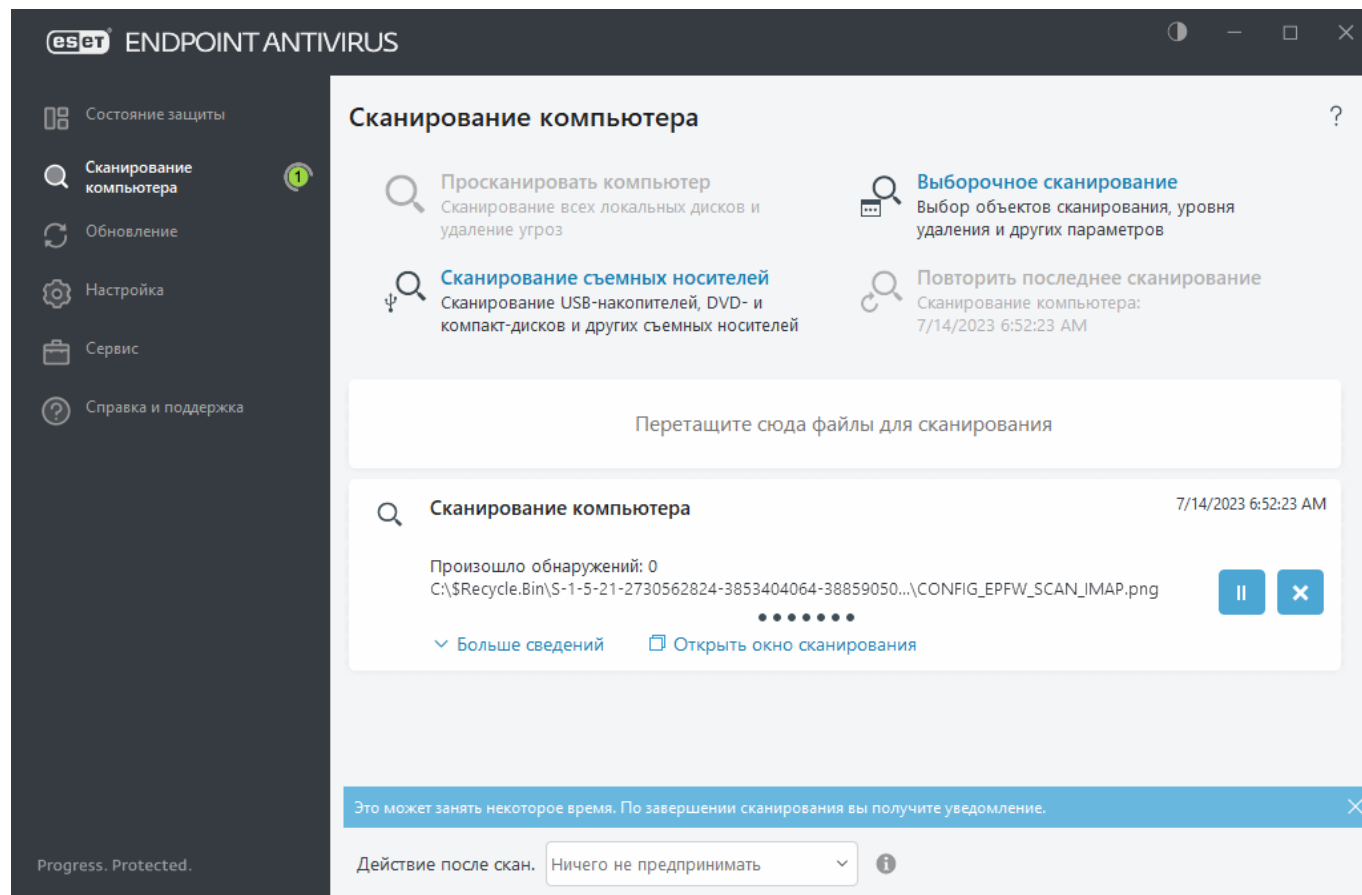 eset ENDPOINT ANTIVIRUS
Состояние защиты
Сканирование
компьютера
1
Обновление
Настройка
Сервис
Справка и поддержка
Progress. Protected.
Сканирование компьютера
?
Просканировать компьютер
Сканирование всех локальных дисков и
удаление угроз
Выборочное сканирование
Выбор объектов сканирования, уровня
удаления и других параметров
Сканирование съемных носителей
Сканирование USB-накопителей, DVD- и
компакт-дисков и других съемных носителей
Повторить последнее сканирование
Сканирование компьютера:
7/14/2023 6:52:23 AM
Перетащите сюда файлы для сканирования
Сканирование компьютера
7/14/2023 6:52:23 AM
Произошло обнаружений: 0
C:\$Recycle.Bin\S-1-5-21-2730562824-3853404064-38859050...\CONFIG_EPFW_SCAN_IMAP.png
Больше сведений
Открыть окно сканирования
Это может занять некоторое время. По завершении сканирования вы получите уведомление.
Действие после скан. Ничего не предпринимать